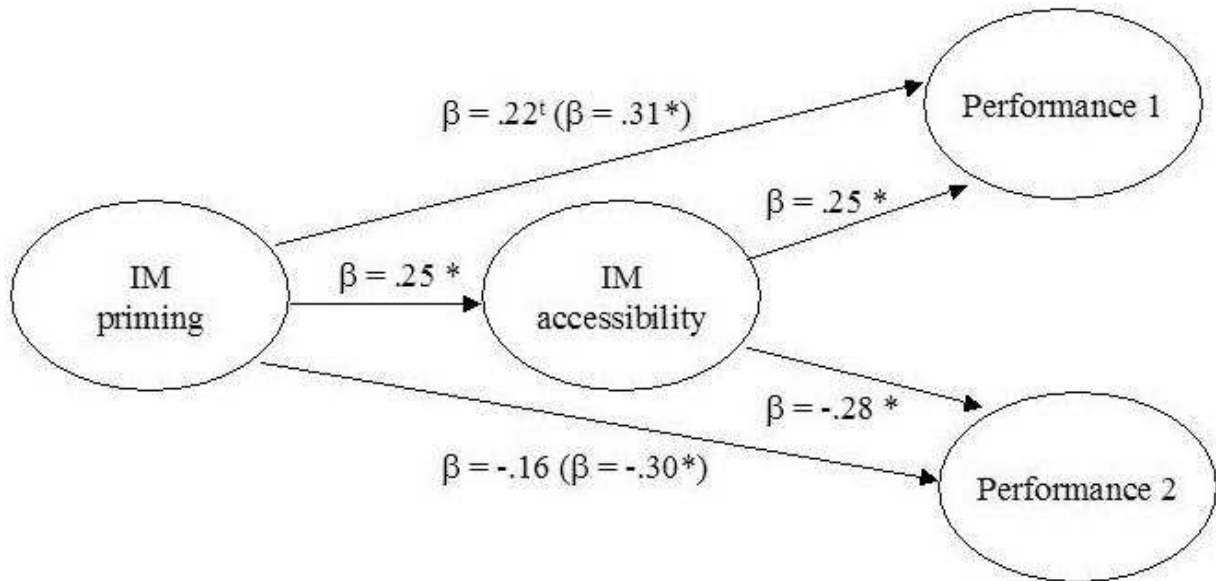 Performance 1
β = .22ᵗ (β = .31*)
β = .25 *
IM
priming
β = .25 *
IM
accessibility
β = -.28 *
β = -.16 (β = -.30*)
Performance 2